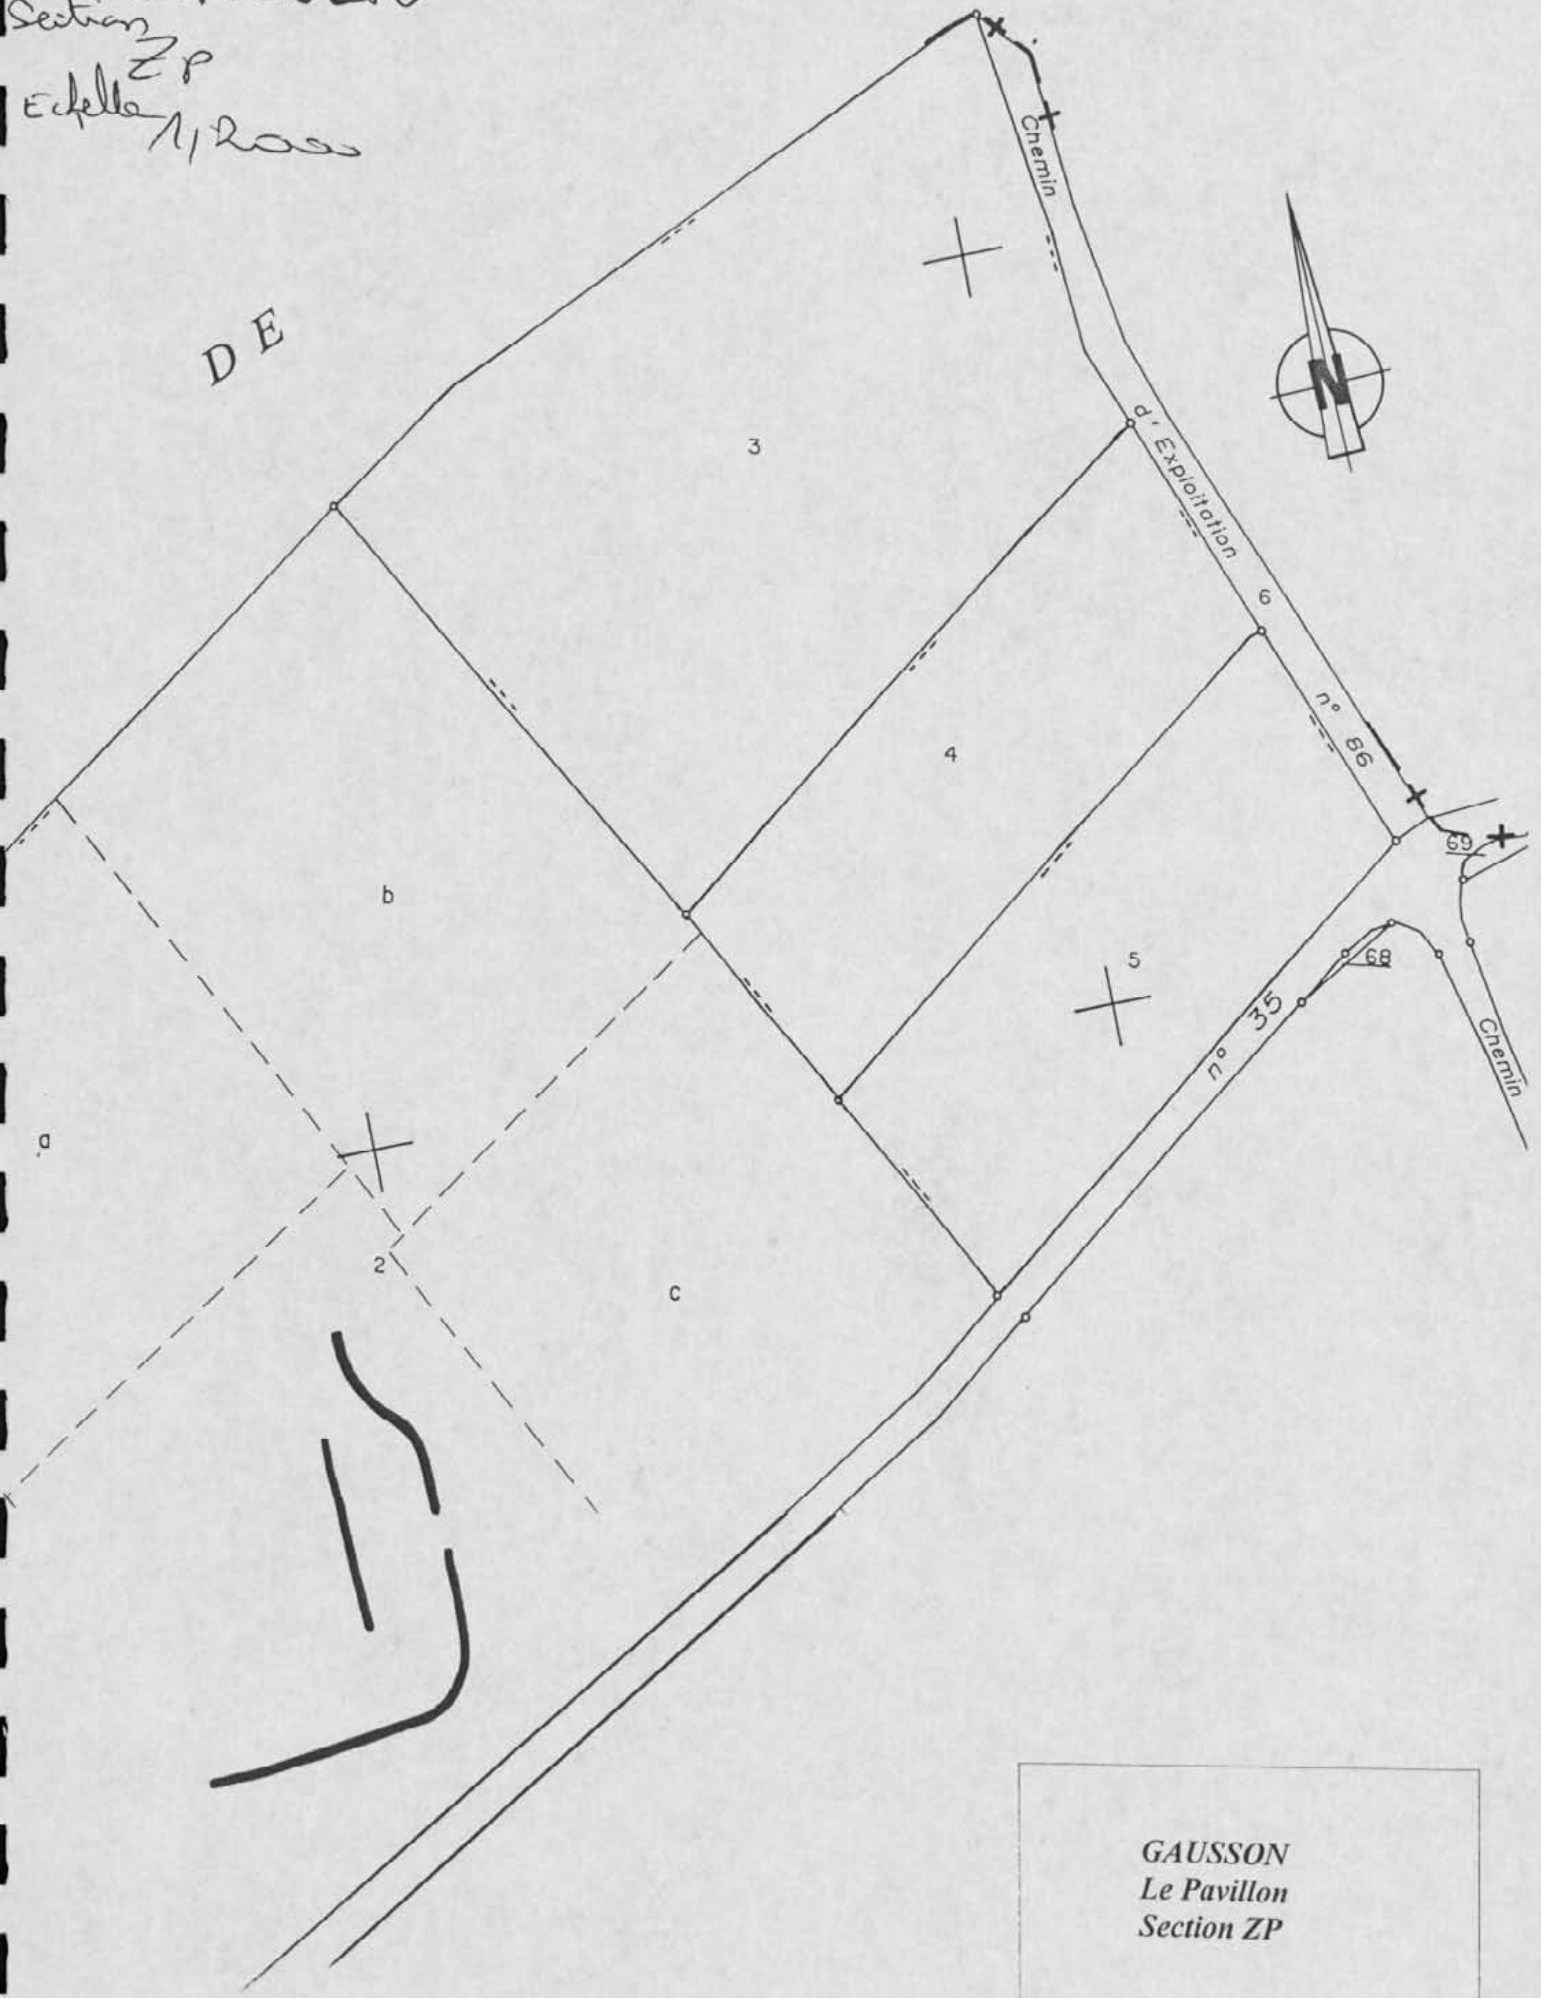 Section
ZP
Echelle
1/2000
DE
Chemin
d' Exploitation
3
6
n° 86
4
69
b
5
68
n° 35
Chemin
a
2
c
N
GAUSSON
Le Pavillon
Section ZP